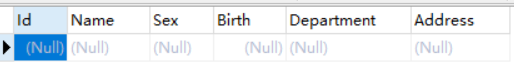 Id Name Sex Birth Department Address
(Null) (Null) (Null) (Null) (Null) (Null)